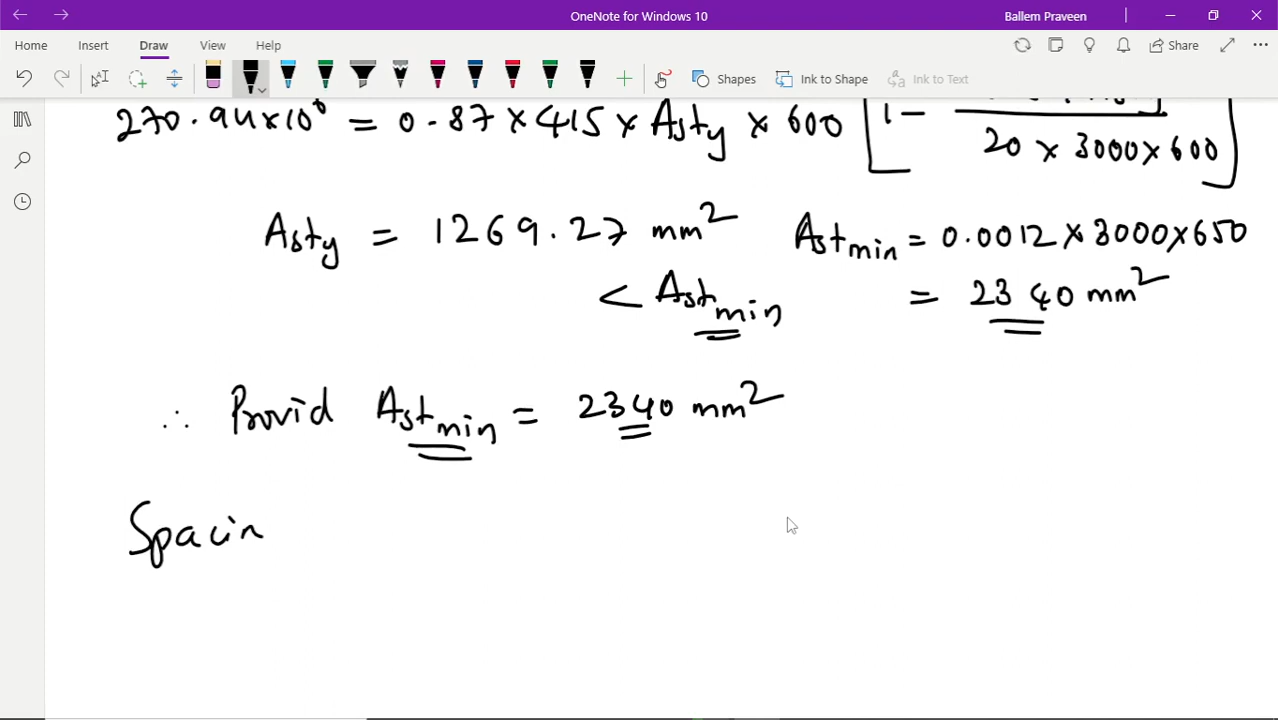 OneNote for Windows 10
Ballem Praveen
Home Insert Draw View Help
Share
Shapes
Ink to Shape
Ink to Text
270.94×10⁶ = 0.87×415×Asty×600 [1 -
20×3000×600]
Asty = 1269.27 mm²
< Astmin
Astmin = 0.0012×3000×650
= 2340 mm²
∴ Provid Astmin = 2340 mm²
Spacin